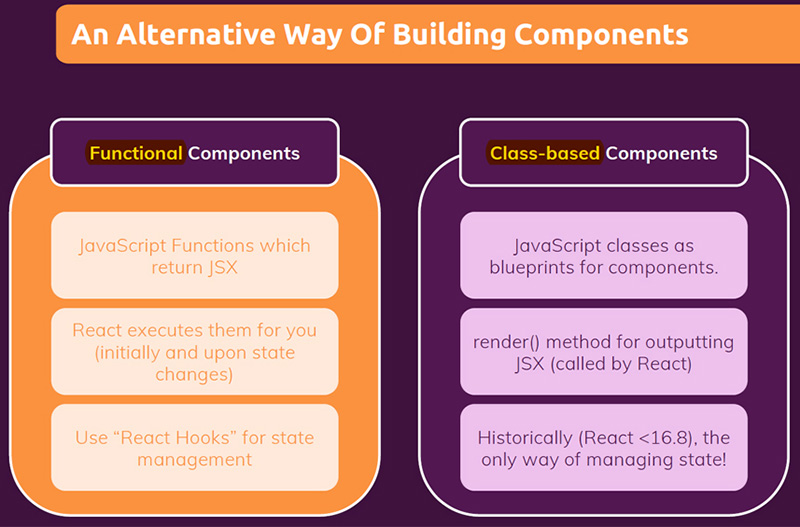 An Alternative Way Of Building Components
Functional Components
JavaScript Functions which
return JSX
React executes them for you
(initially and upon state
changes)
Use “React Hooks” for state
management
Class-based Components
JavaScript classes as
blueprints for components.
render() method for outputting
JSX (called by React)
Historically (React <16.8), the
only way of managing state!